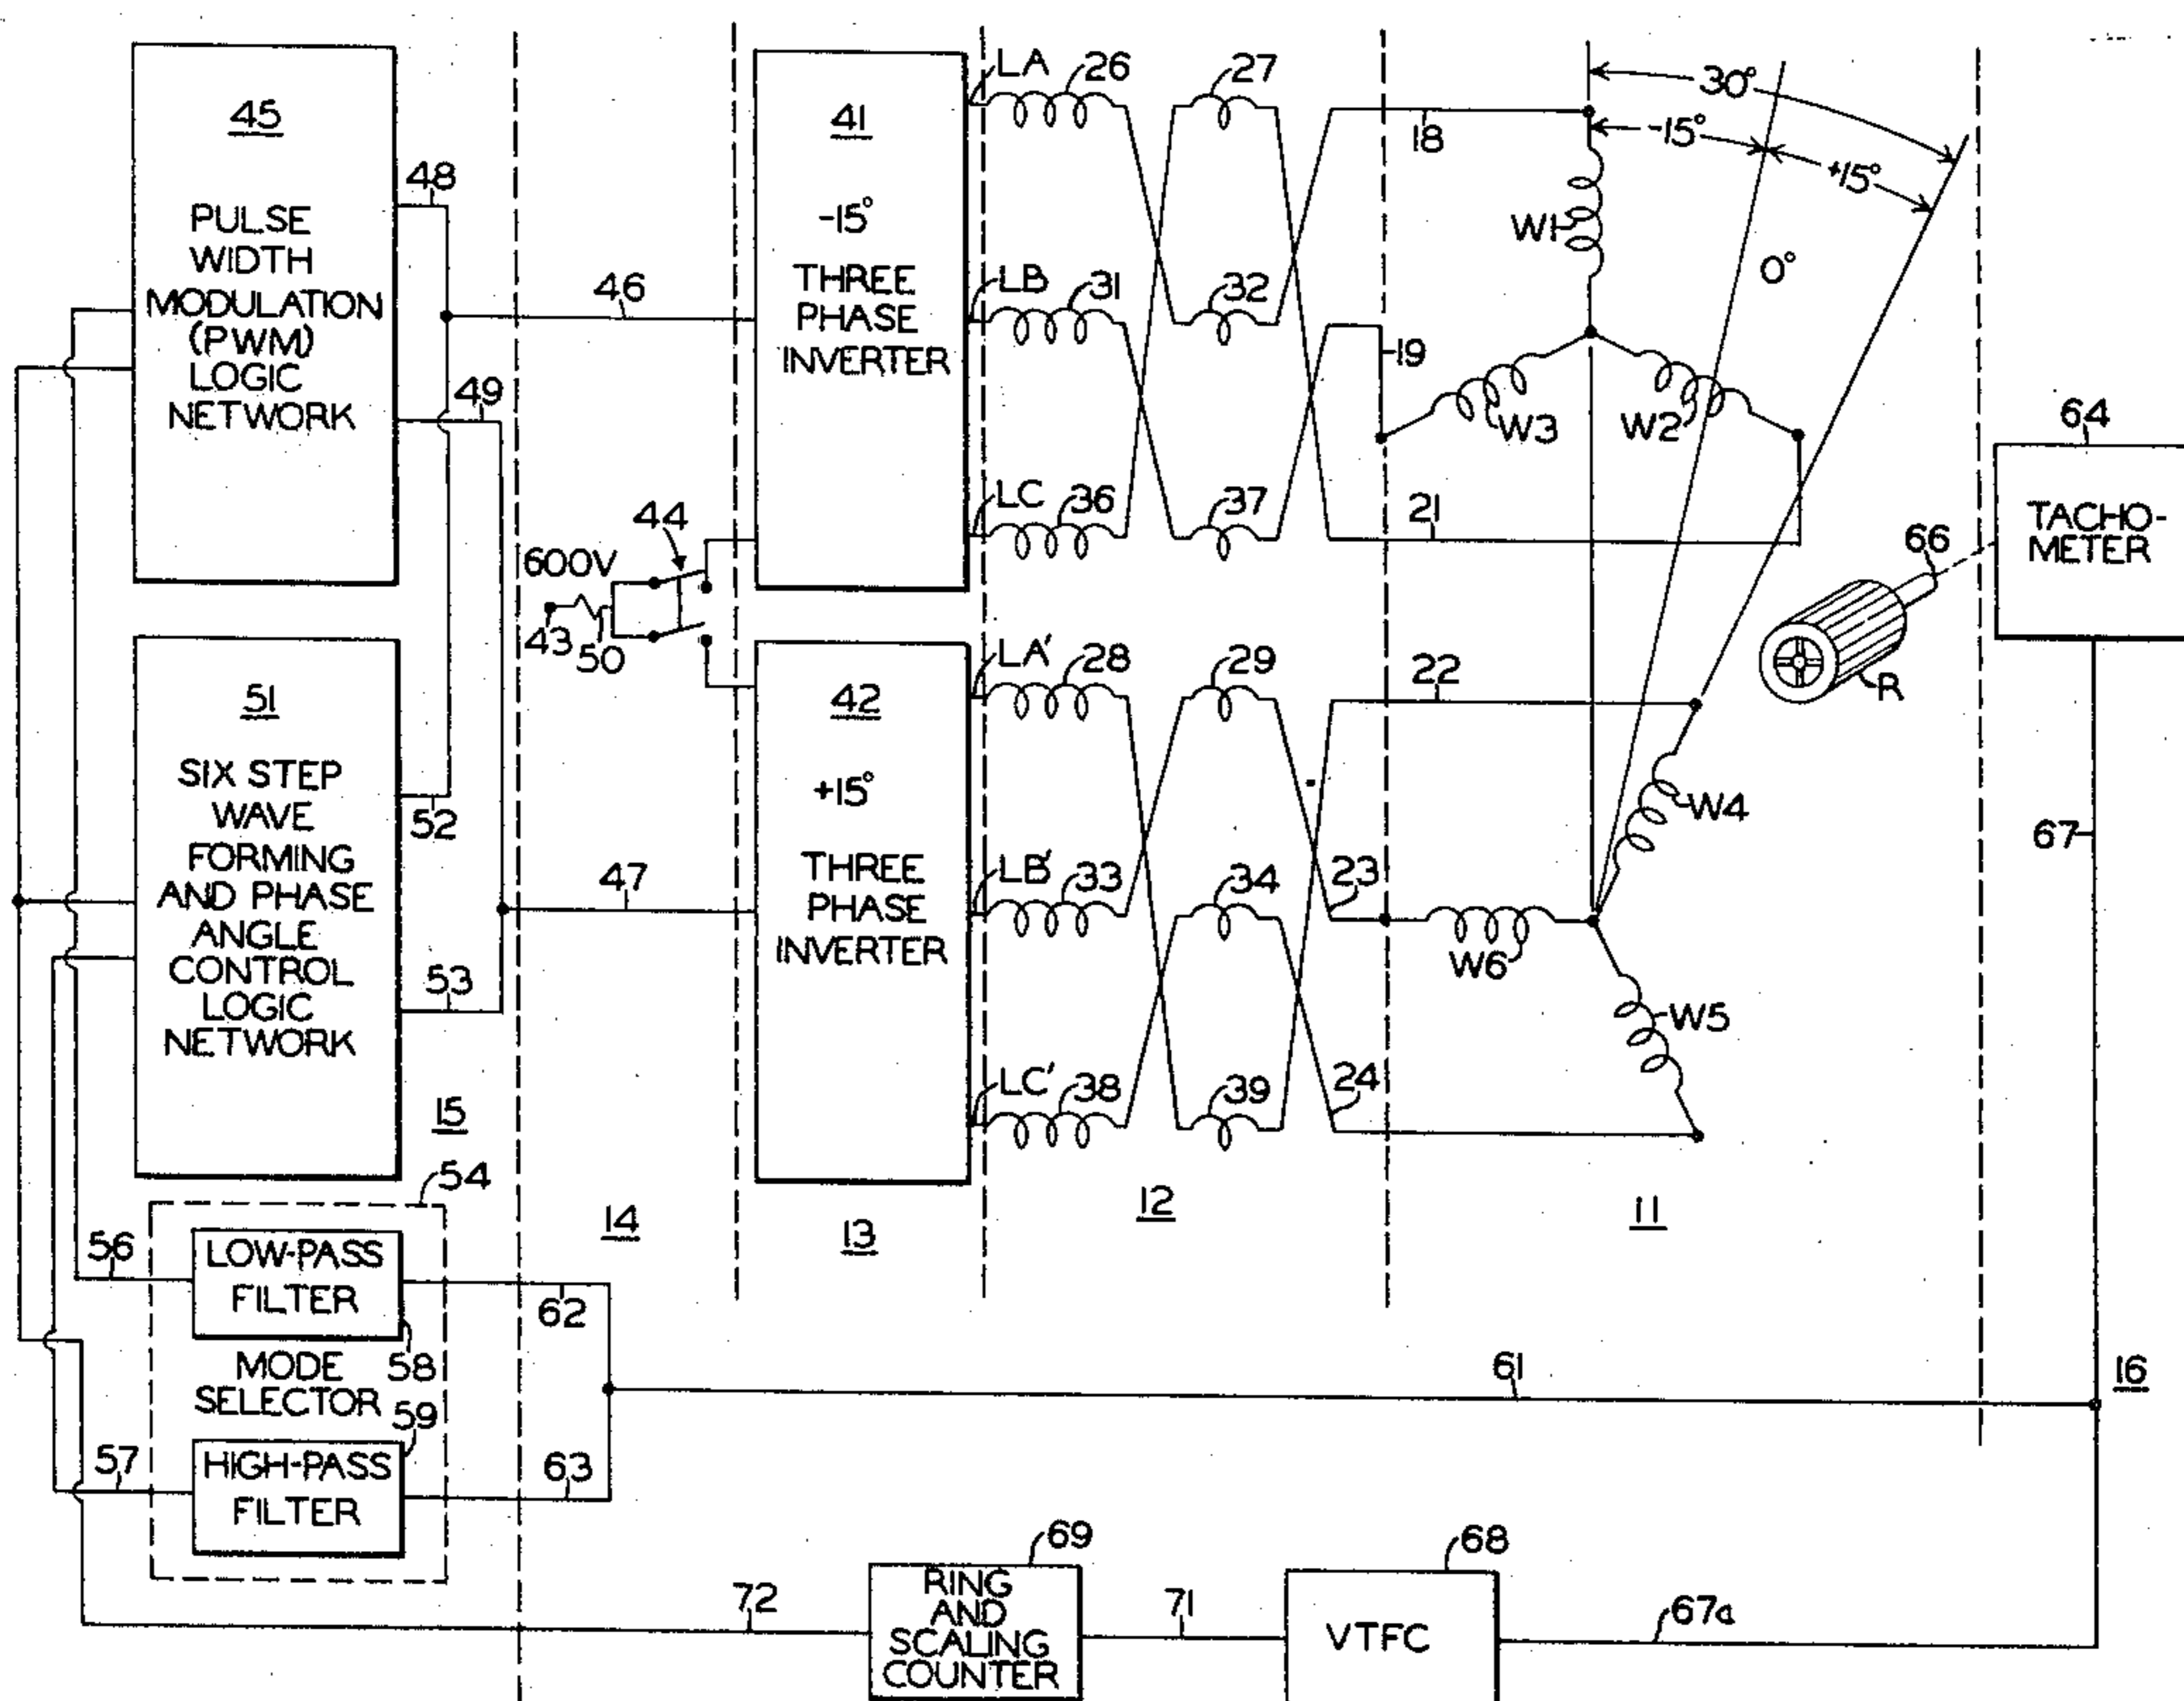 45
PULSE
WIDTH
MODULATION
(PWM)
LOGIC
NETWORK
48
49
46
41
-15°
THREE
PHASE
INVERTER
LA
26
27
LB
31
32
LC
36
37
18
19
21
30°
-15°
+15°
0°
W1
W3
W2
64
TACHO-
METER
66
R
600V
44
43
50
51
SIX STEP
WAVE
FORMING
AND PHASE
ANGLE
CONTROL
LOGIC
NETWORK
52
53
47
42
+15°
THREE
PHASE
INVERTER
LA'
28
29
LB'
33
34
LC'
38
39
22
23
24
W4
W6
W5
67
15
14
13
12
11
16
54
56
LOW-PASS
FILTER
58
MODE
SELECTOR
59
57
HIGH-PASS
FILTER
62
63
61
72
69
RING
AND
SCALING
COUNTER
71
68
VTFC
67a